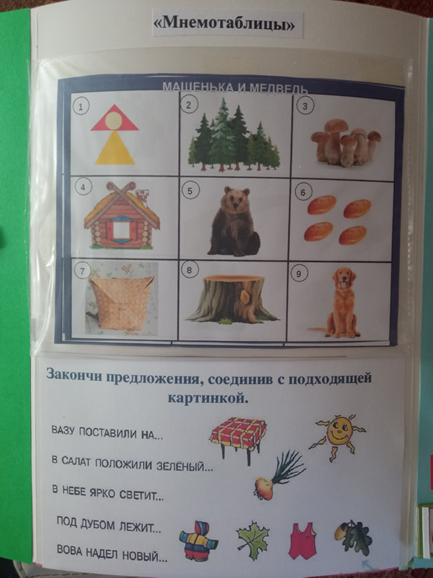 «Мнемотаблицы»
МАШЕНЬКА И МЕДВЕДЬ
1 2 3
4 5 6
7 8 9
Закончи предложения, соединив с подходящей
картинкой.
ВАЗУ ПОСТАВИЛИ НА...
В САЛАТ ПОЛОЖИЛИ ЗЕЛЁНЫЙ...
В НЕБЕ ЯРКО СВЕТИТ...
ПОД ДУБОМ ЛЕЖИТ...
ВОВА НАДЕЛ НОВЫЙ...